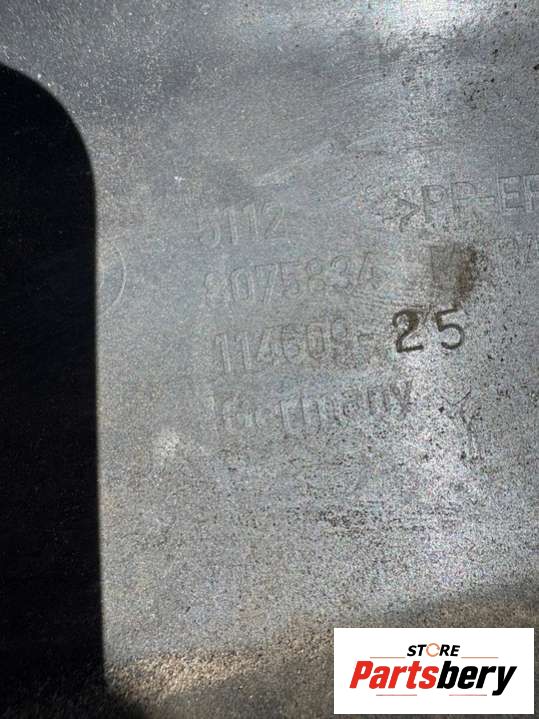 5112
8075834
114609-25
Germany
>PP-EP
STORE
Partsbery